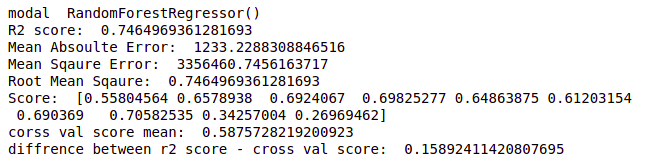 modal  RandomForestRegressor()
R2 score:  0.7464969361281693
Mean Absoulte Error:  1233.2288308846516
Mean Sqaure Error:  3356460.7456163717
Root Mean Sqaure:  0.7464969361281693
Score:  [0.55804564 0.6578938  0.6924067  0.69825277 0.64863875 0.61203154
 0.690369   0.70582535 0.34257004 0.26969462]
corss val score mean:  0.5875728219200923
diffrence between r2 score - cross val score:  0.15892411420807695